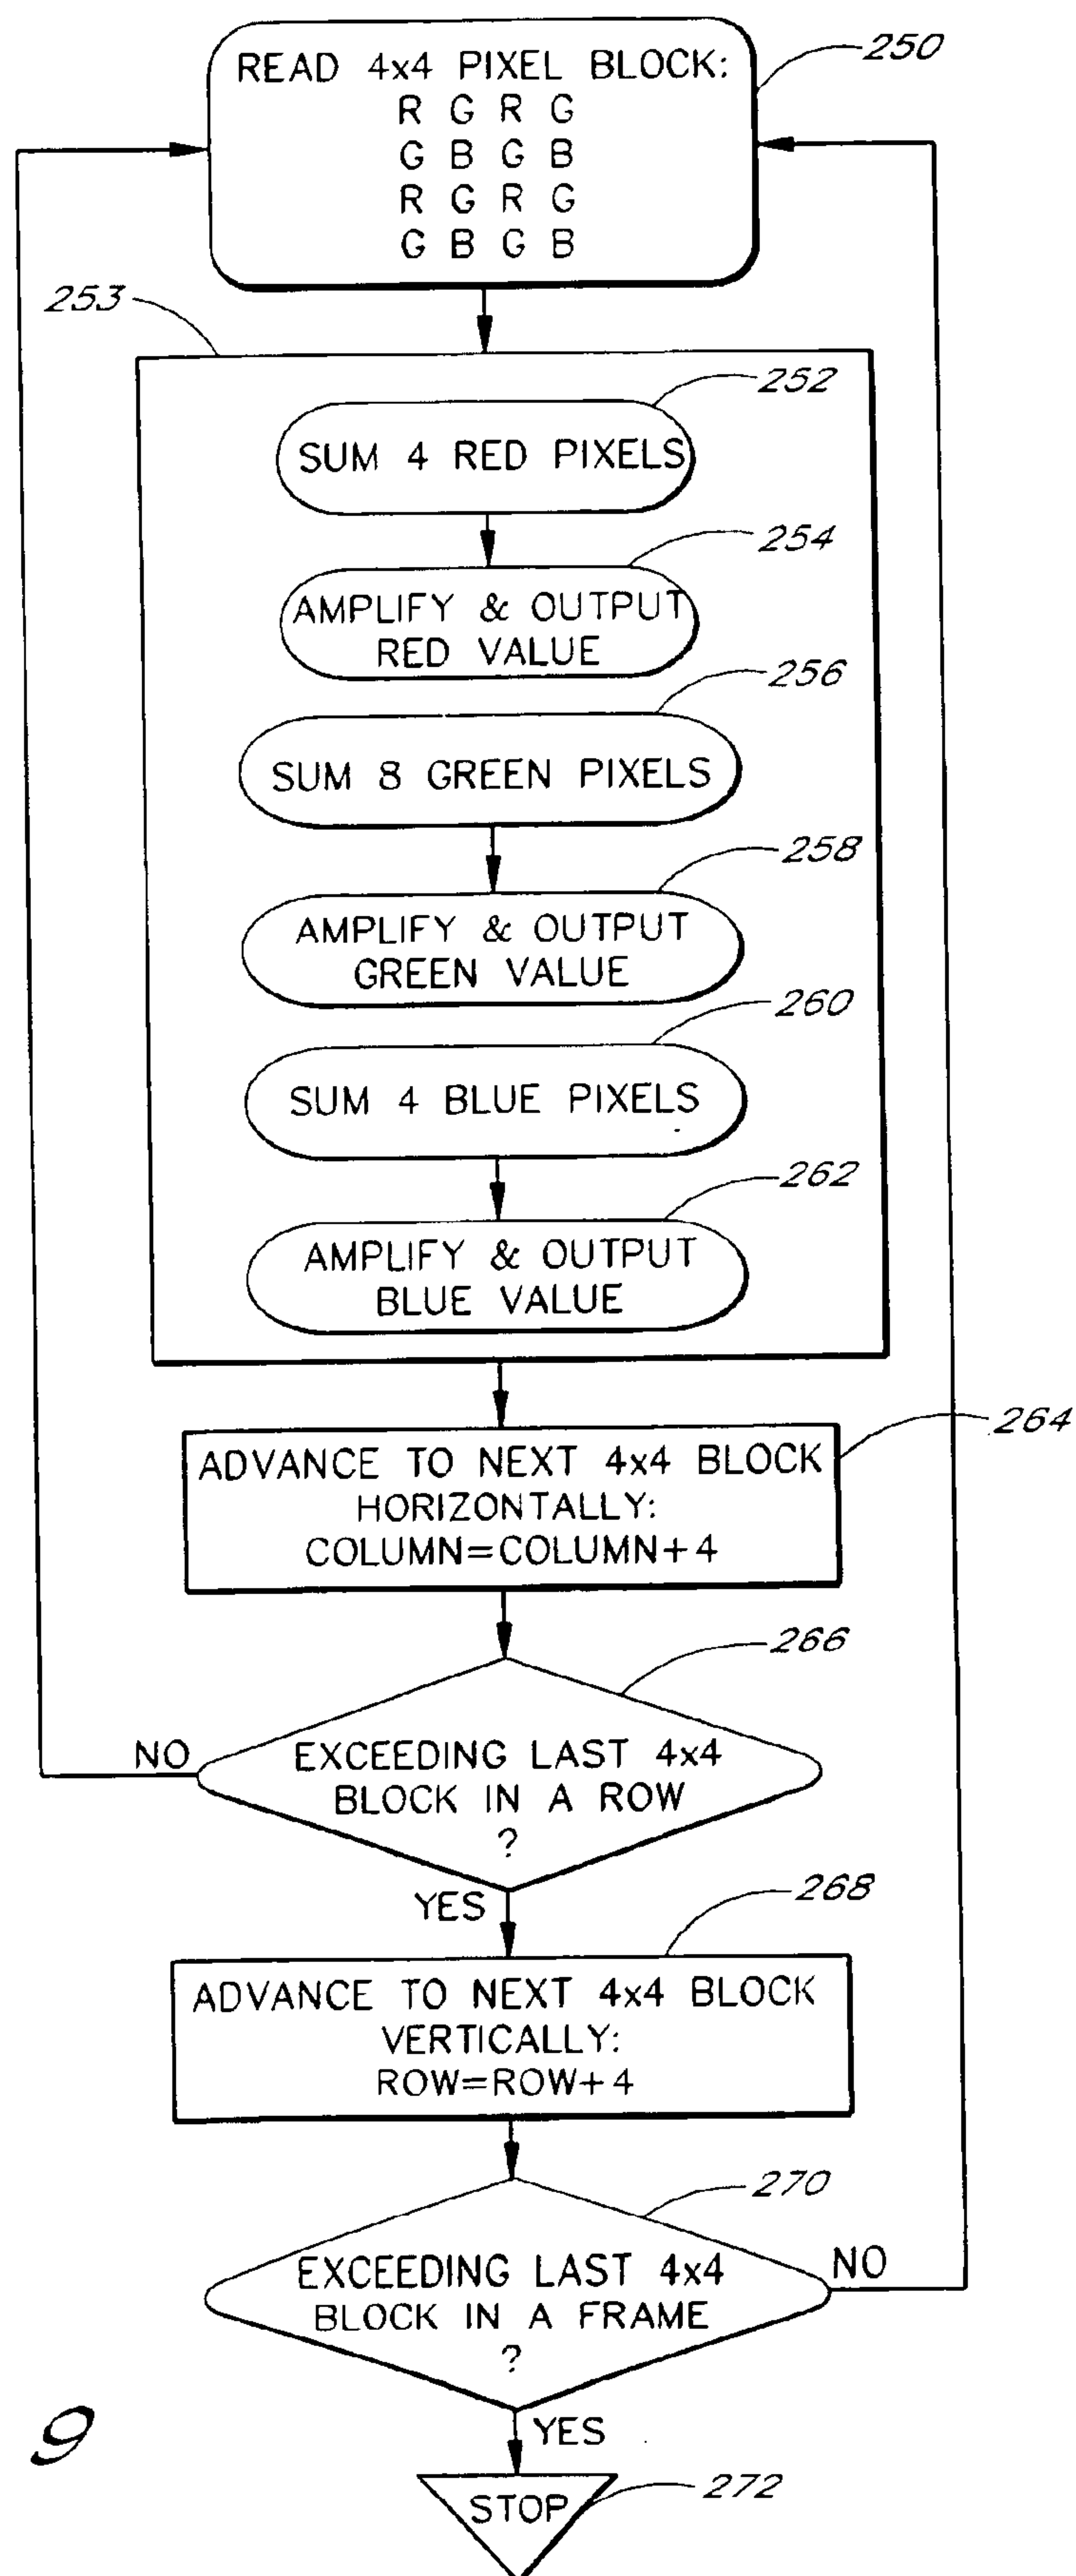 250
READ 4x4 PIXEL BLOCK:
R G R G
G B G B
R G R G
G B G B
253
252
SUM 4 RED PIXELS
254
AMPLIFY & OUTPUT
RED VALUE
256
SUM 8 GREEN PIXELS
258
AMPLIFY & OUTPUT
GREEN VALUE
260
SUM 4 BLUE PIXELS
262
AMPLIFY & OUTPUT
BLUE VALUE
264
ADVANCE TO NEXT 4x4 BLOCK
HORIZONTALLY:
COLUMN=COLUMN+4
266
NO
EXCEEDING LAST 4x4
BLOCK IN A ROW
?
YES
268
ADVANCE TO NEXT 4x4 BLOCK
VERTICALLY:
ROW=ROW+4
270
NO
EXCEEDING LAST 4x4
BLOCK IN A FRAME
?
9
YES
STOP
272